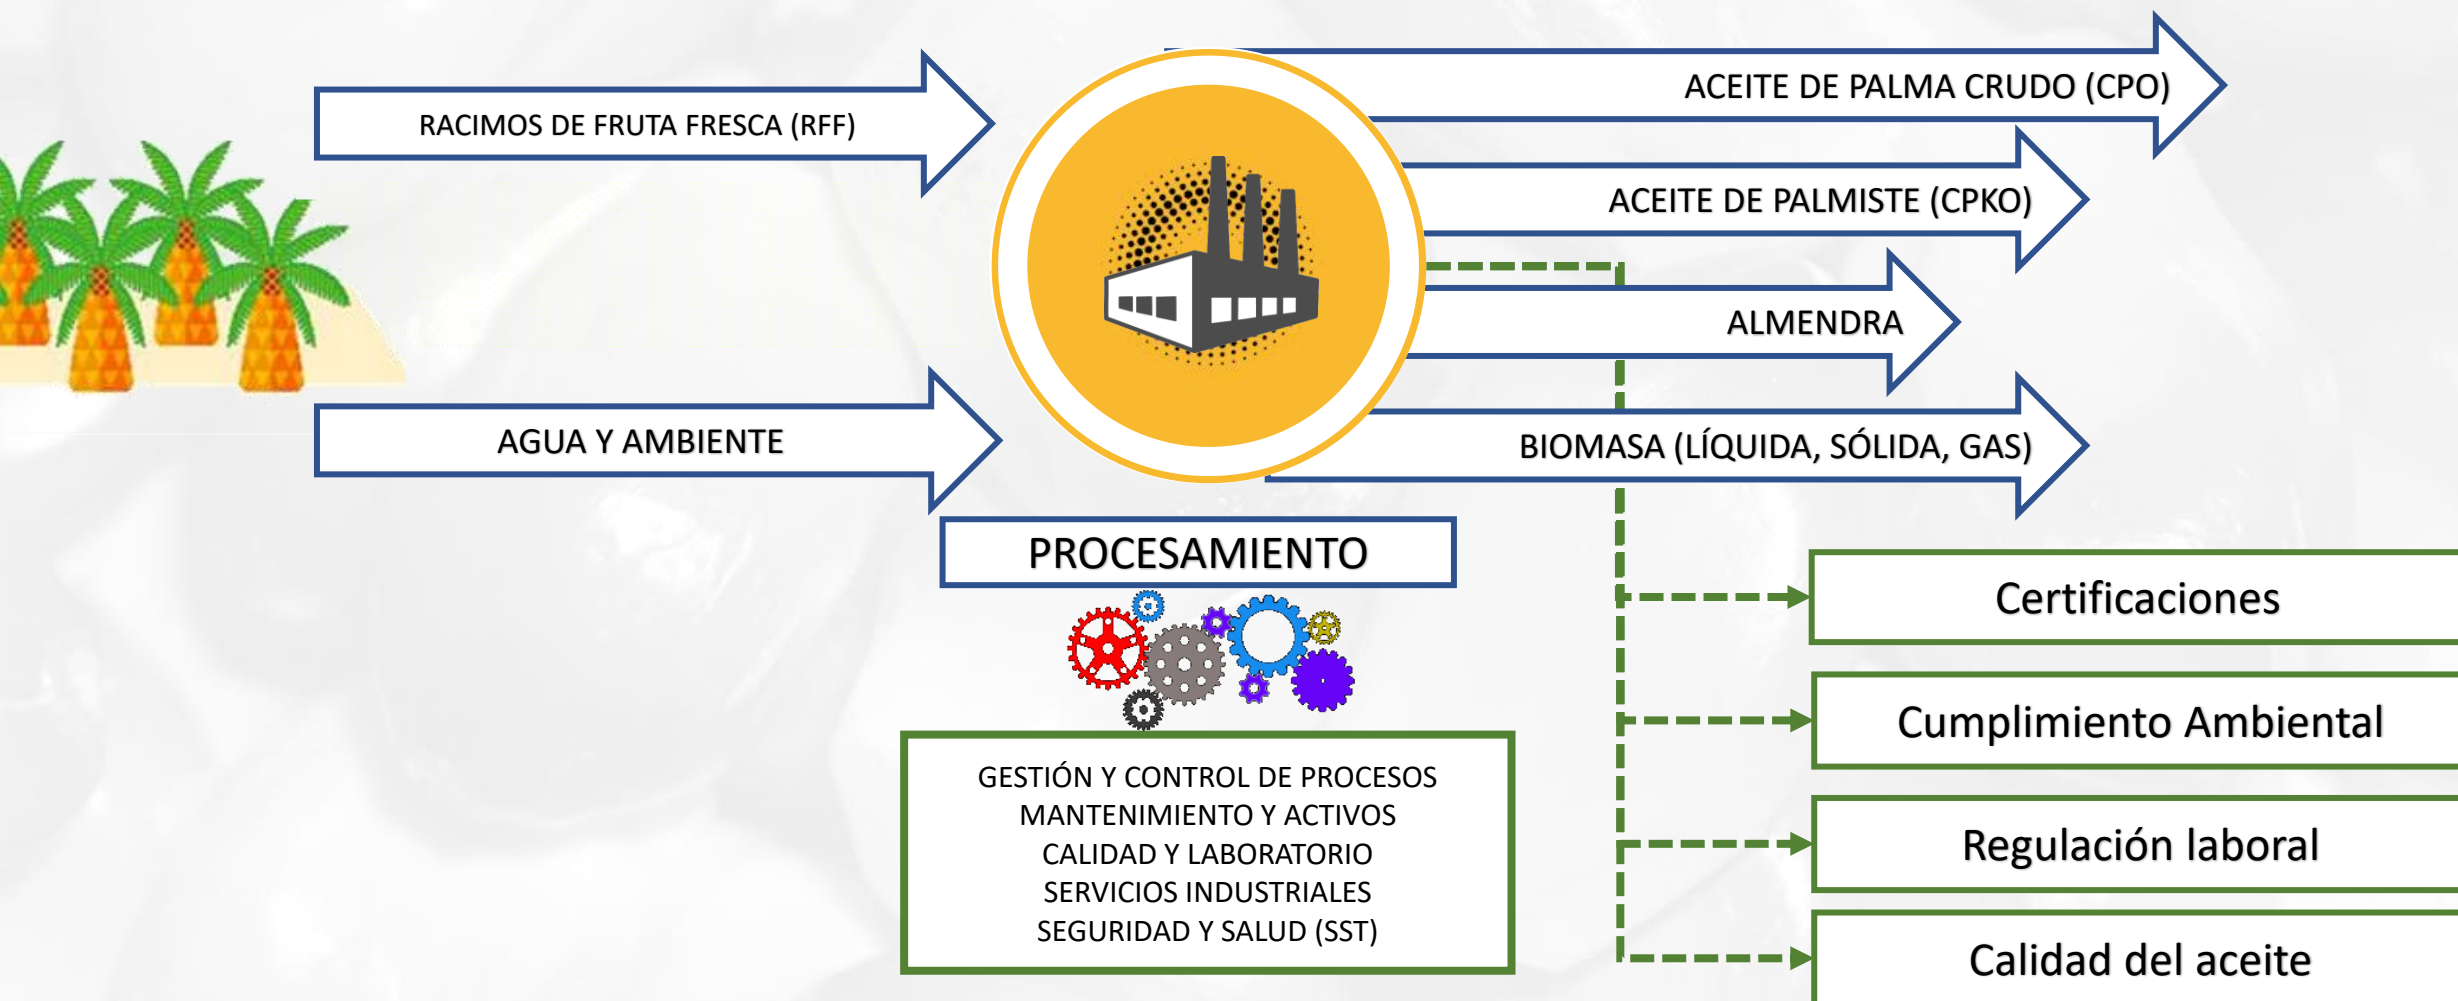 RACIMOS DE FRUTA FRESCA (RFF)
AGUA Y AMBIENTE
ACEITE DE PALMA CRUDO (CPO)
ACEITE DE PALMISTE (CPKO)
ALMENDRA
BIOMASA (LÍQUIDA, SÓLIDA, GAS)
PROCESAMIENTO
GESTIÓN Y CONTROL DE PROCESOS
MANTENIMIENTO Y ACTIVOS
CALIDAD Y LABORATORIO
SERVICIOS INDUSTRIALES
SEGURIDAD Y SALUD (SST)
Certificaciones
Cumplimiento Ambiental
Regulación laboral
Calidad del aceite